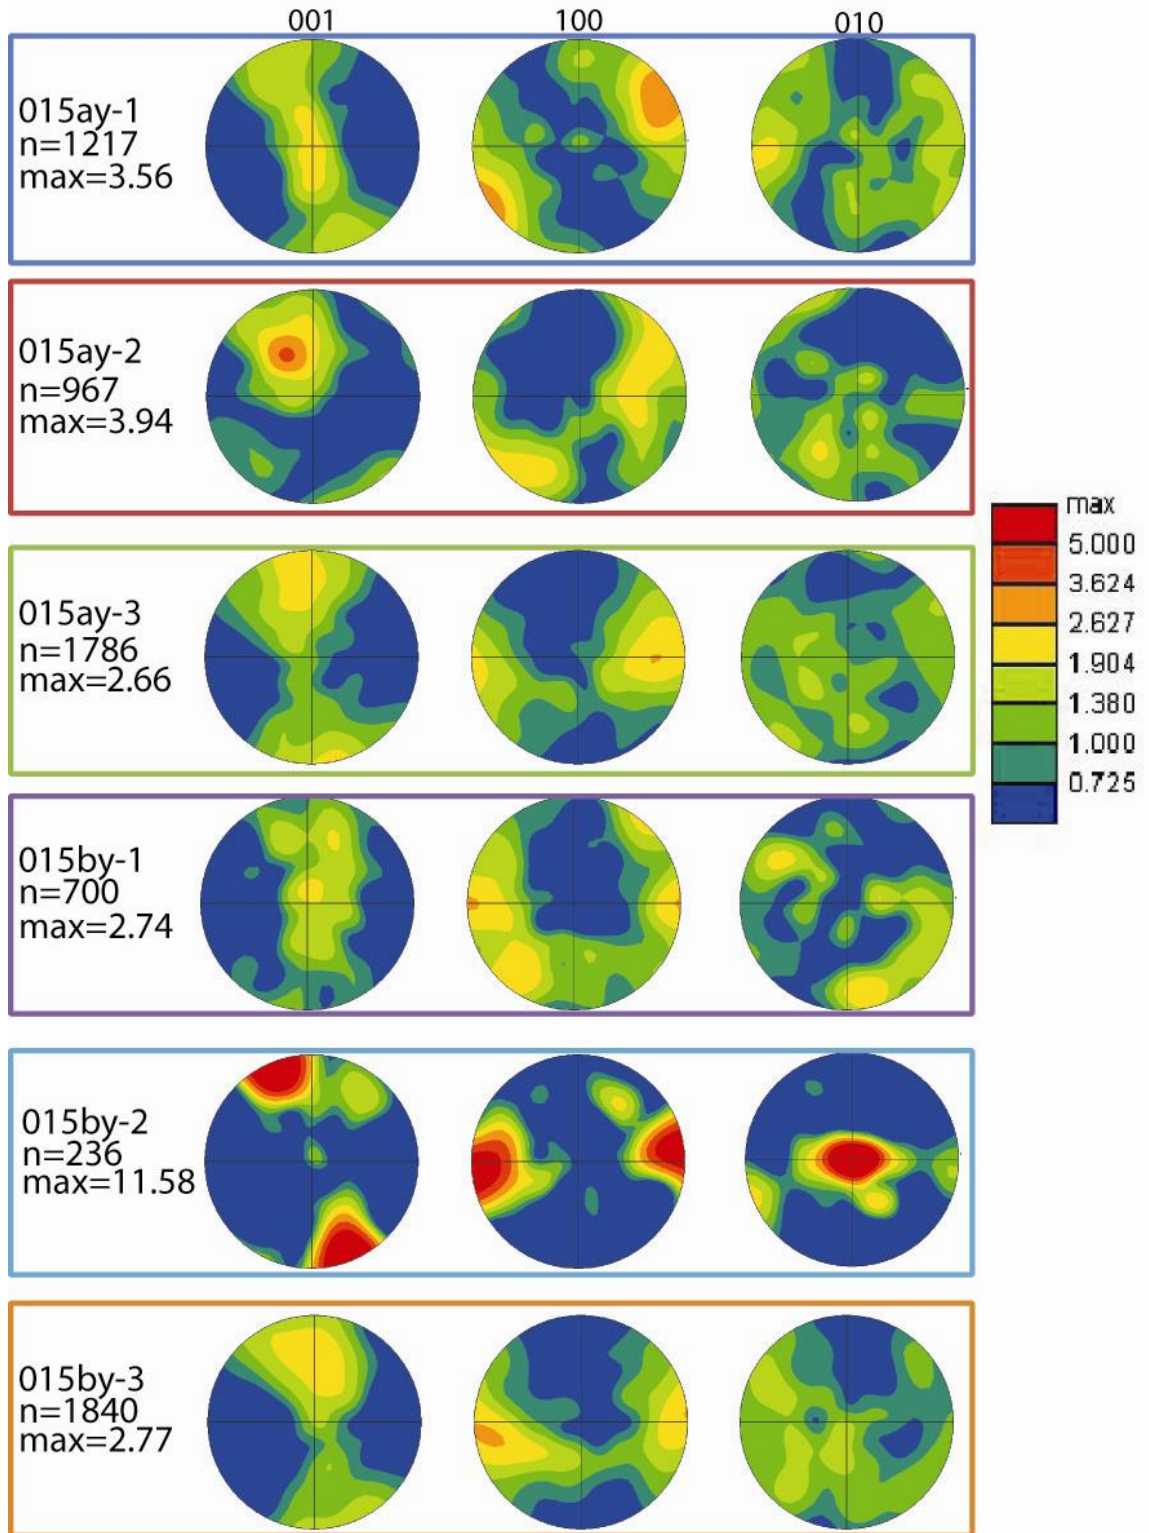 001 100 010
015ay-1
n=1217
max=3.56
015ay-2
n=967
max=3.94
015ay-3
n=1786
max=2.66
max
5.000
3.624
2.627
1.904
1.380
1.000
0.725
015by-1
n=700
max=2.74
015by-2
n=236
max=11.58
015by-3
n=1840
max=2.77